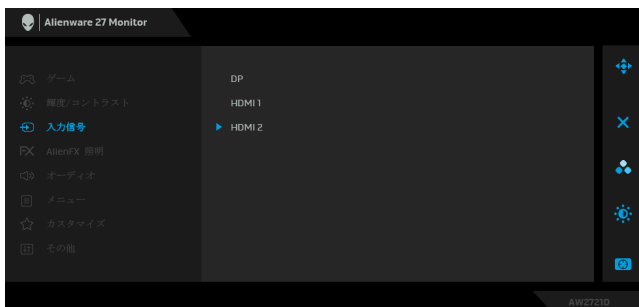 Alienware 27 Monitor
ゲーム
輝度/コントラスト
入力信号
AlienFX 照明
オーディオ
メニュー
カスタマイズ
その他
DP
HDMI 1
HDMI 2
AW2721D